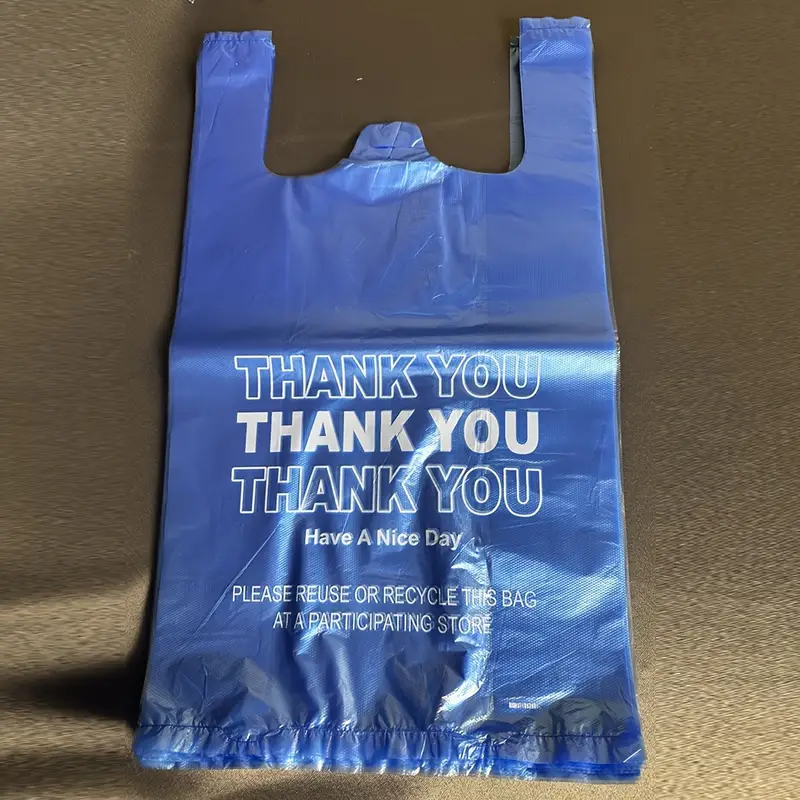 THANK YOU
THANK YOU
THANK YOU
Have A Nice Day
PLEASE REUSE OR RECYCLE THIS BAG
AT A PARTICIPATING STORE